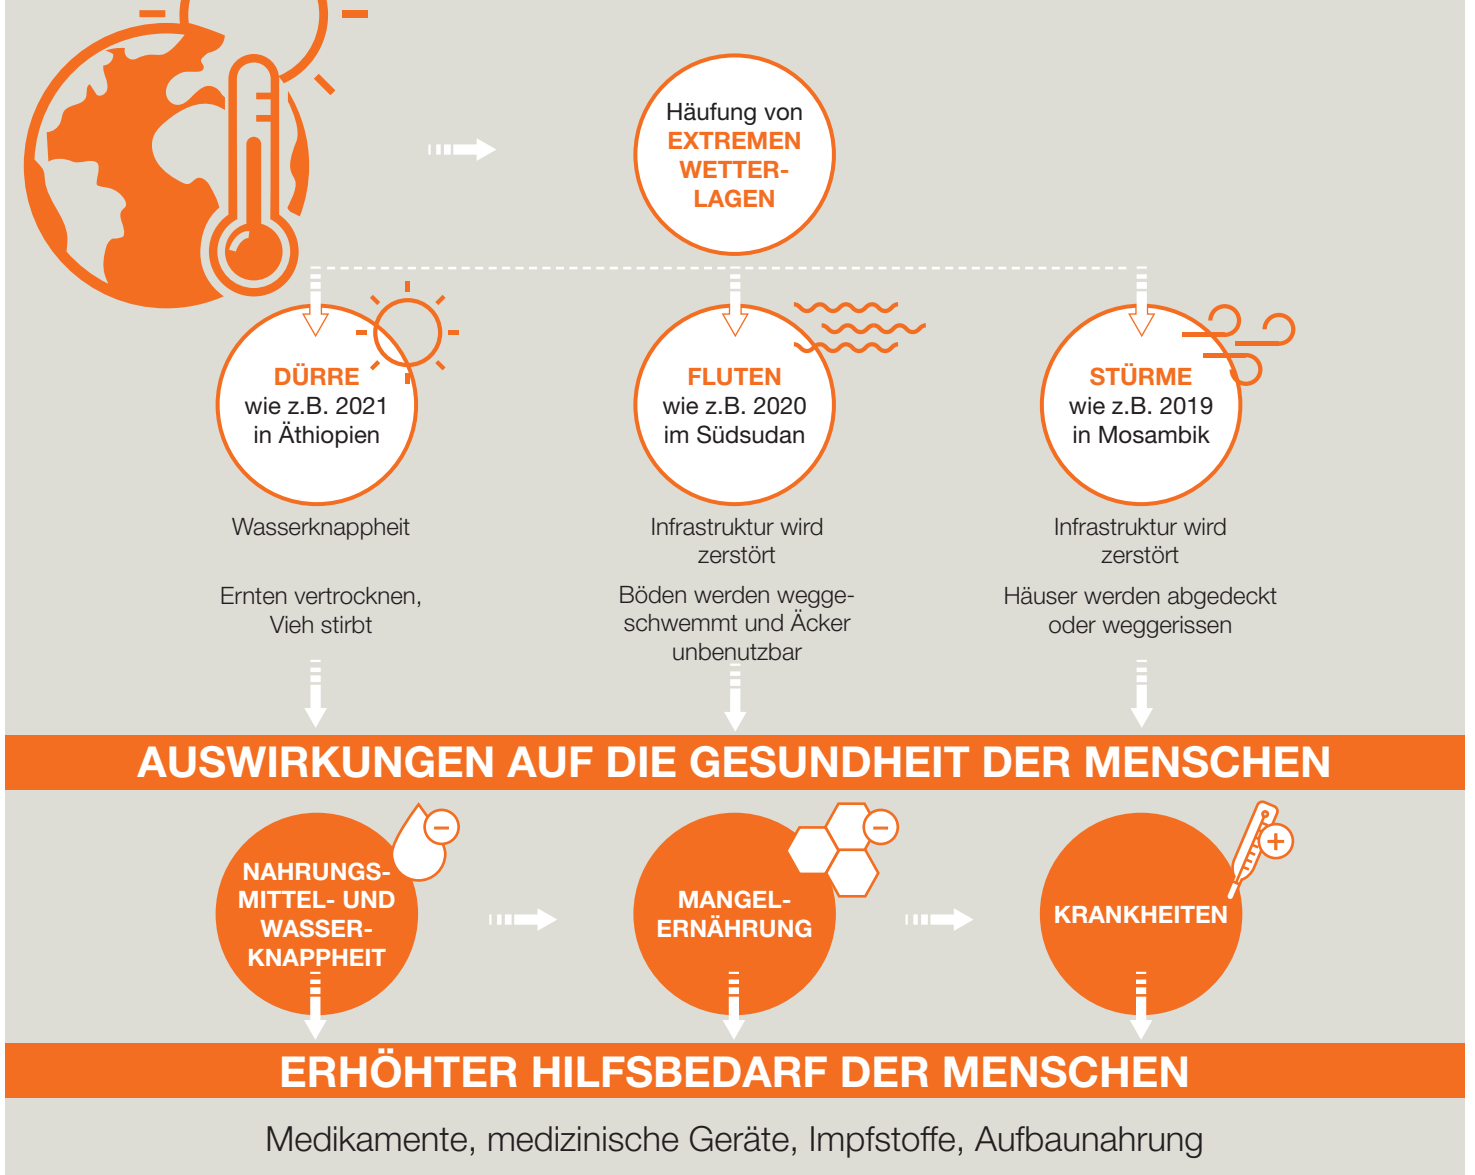 Häufung von
EXTREMEN
WETTER-
LAGEN
DÜRRE
wie z.B. 2021
in Äthiopien
FLUTEN
wie z.B. 2020
im Südsudan
STÜRME
wie z.B. 2019
in Mosambik
Wasserknappheit
Ernten vertrocknen,
Vieh stirbt
Infrastruktur wird
zerstört
Böden werden wegge-
schwemmt und Äcker
unbenutzbar
Infrastruktur wird
zerstört
Häuser werden abgedeckt
oder weggerissen
AUSWIRKUNGEN AUF DIE GESUNDHEIT DER MENSCHEN
NAHRUNGS-
MITTEL- UND
WASSER-
KNAPPHEIT
MANGEL-
ERNÄHRUNG
KRANKHEITEN
ERHÖHTER HILFSBEDARF DER MENSCHEN
Medikamente, medizinische Geräte, Impfstoffe, Aufbaunahrung